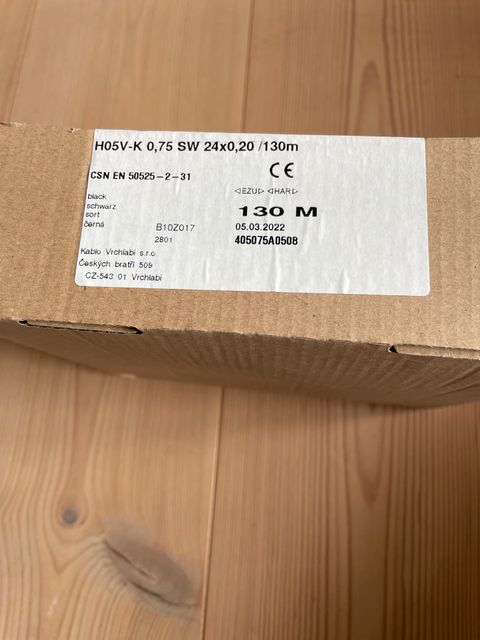 H05V-K 0,75 SW 24x0,20 /130m
CE
CSN EN 50525-2-31
◁EZU▷ ◁HAR▷
black
schwarz
sort
černá
130 M
B10Z017 05.03.2022
2801 405075A0508
Kablo Vrchlabí s.r.o.
Českých bratří 509
CZ-543 01 Vrchlabí